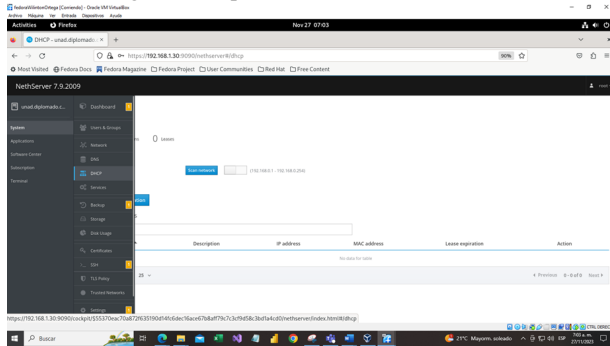 fedoraWilintonOrtega [Corriendo] - Oracle VM VirtualBox
Archivo Máquina Ver Entrada Dispositivos Ayuda
Activities Firefox Nov 27 07:03
DHCP - unad.diplomado.c × +
https://192.168.1.30:9090/nethserver#/dhcp 90%
Most Visited Fedora Docs Fedora Magazine Fedora Project User Communities Red Hat Free Content
NethServer 7.9.2009 root
unad.diplomado.c... Dashboard
System Users & Groups
Applications Network 0 Leases
Software Center DNS
Subscription DHCP Scan network (192.168.0.1 - 192.168.0.254)
Terminal Services
Backup
Storage
Disk Usage
Description IP address MAC address Lease expiration Action
Certificates No data for table
SSH 25 Previous 0 - 0 of 0 Next
TLS Policy
Trusted Networks
Settings
https://192.168.1.30:9090/cockpit/
nethserver/index.html#/dhcp
CTRL DERECHA
Buscar 21°C Mayorm. soleado ESP 7:03 a. m.
27/11/2023